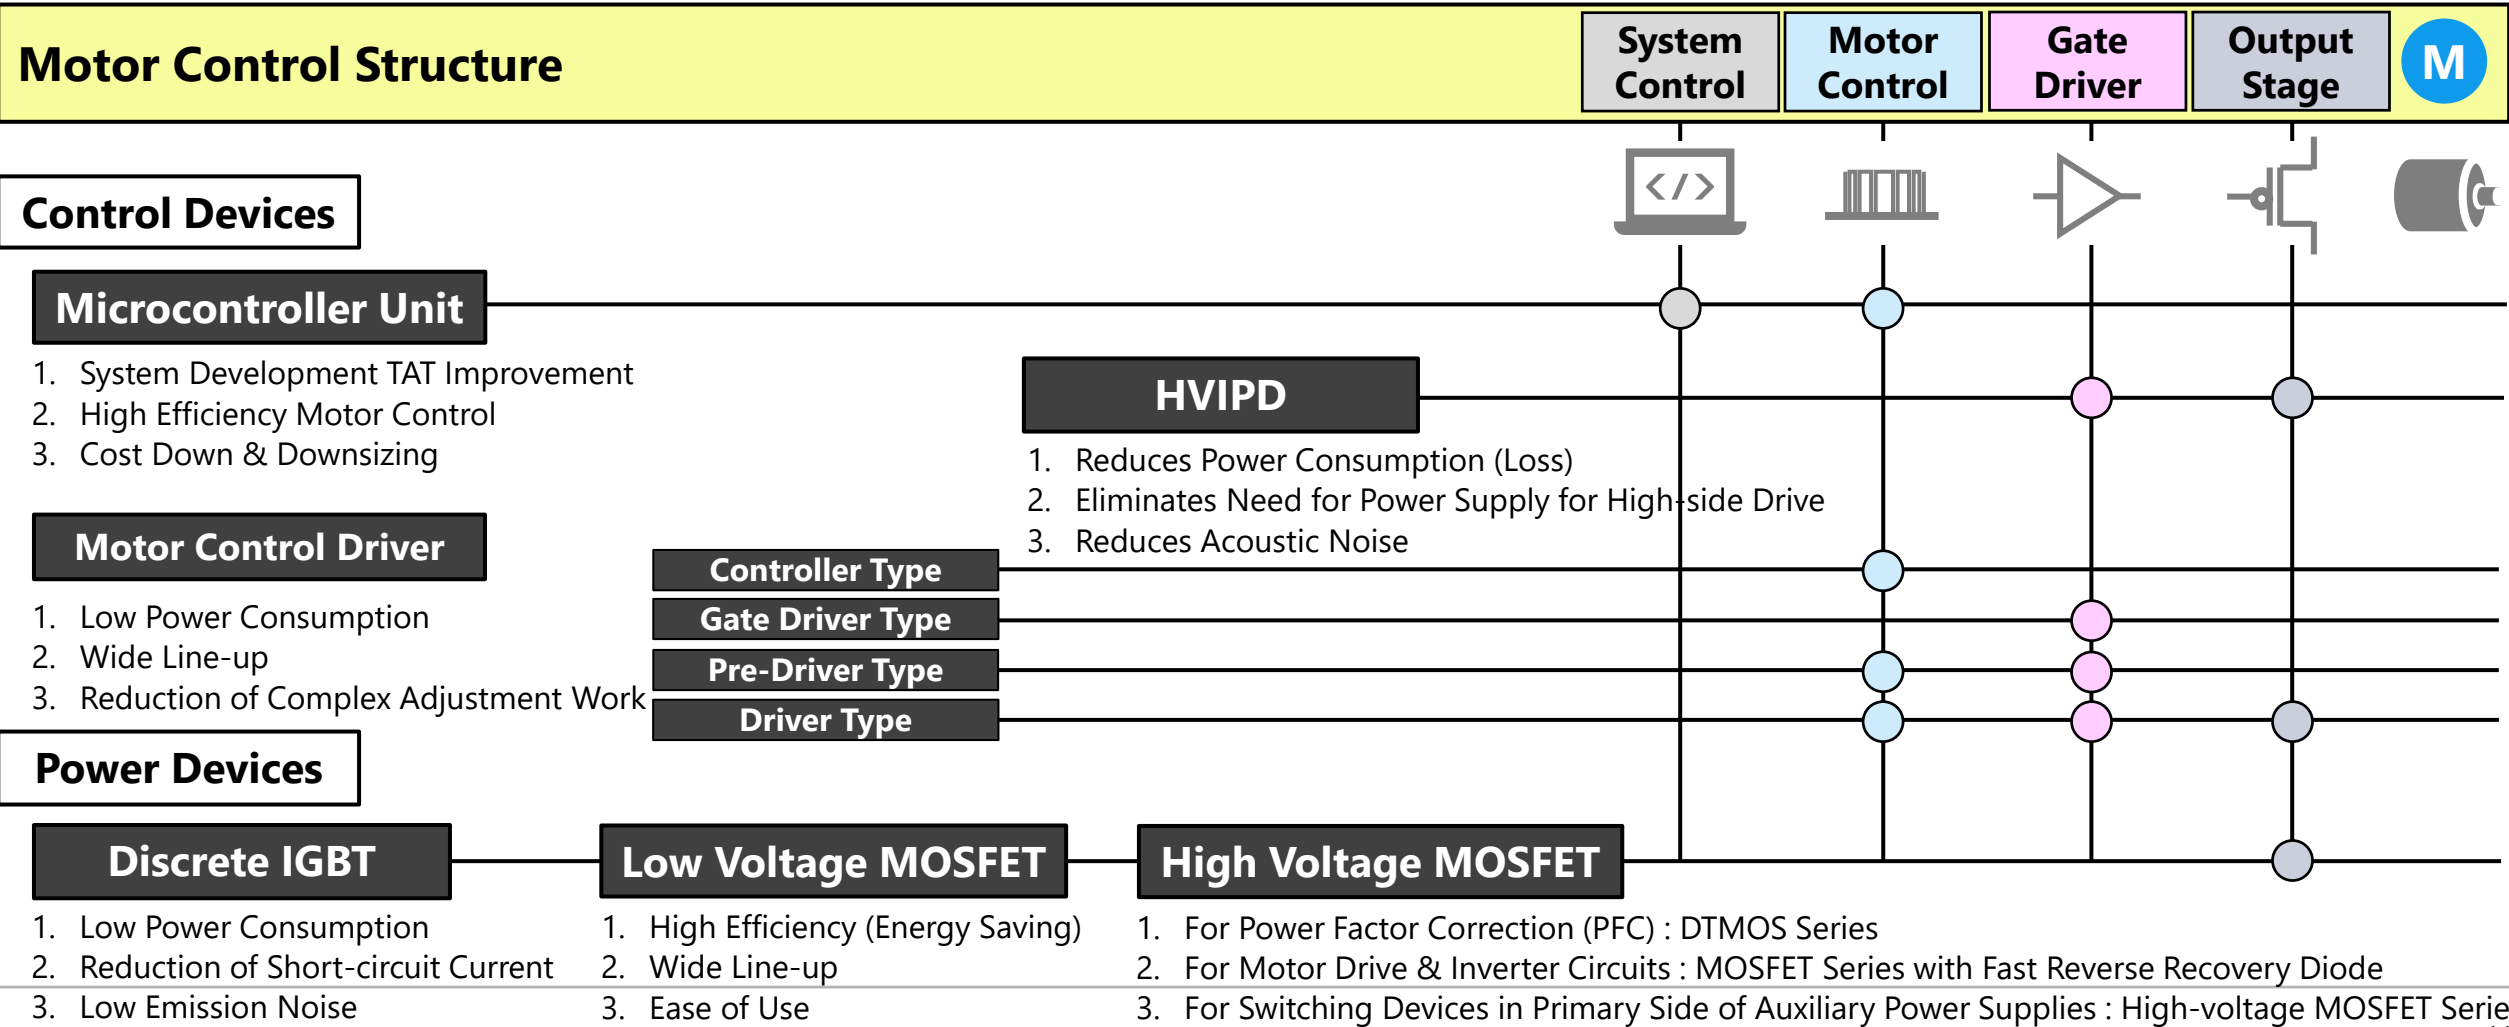 Motor Control Structure
System
Control
Motor
Control
Gate
Driver
Output
Stage
M
</>
Control Devices
Microcontroller Unit
1. System Development TAT Improvement
2. High Efficiency Motor Control
3. Cost Down & Downsizing
HVIPD
1. Reduces Power Consumption (Loss)
2. Eliminates Need for Power Supply for High-side Drive
3. Reduces Acoustic Noise
Motor Control Driver
1. Low Power Consumption
2. Wide Line-up
3. Reduction of Complex Adjustment Work
Controller Type
Gate Driver Type
Pre-Driver Type
Driver Type
Power Devices
Discrete IGBT
1. Low Power Consumption
2. Reduction of Short-circuit Current
3. Low Emission Noise
Low Voltage MOSFET
1. High Efficiency (Energy Saving)
2. Wide Line-up
3. Ease of Use
High Voltage MOSFET
1. For Power Factor Correction (PFC) : DTMOS Series
2. For Motor Drive & Inverter Circuits : MOSFET Series with Fast Reverse Recovery Diode
3. For Switching Devices in Primary Side of Auxiliary Power Supplies : High-voltage MOSFET Serie